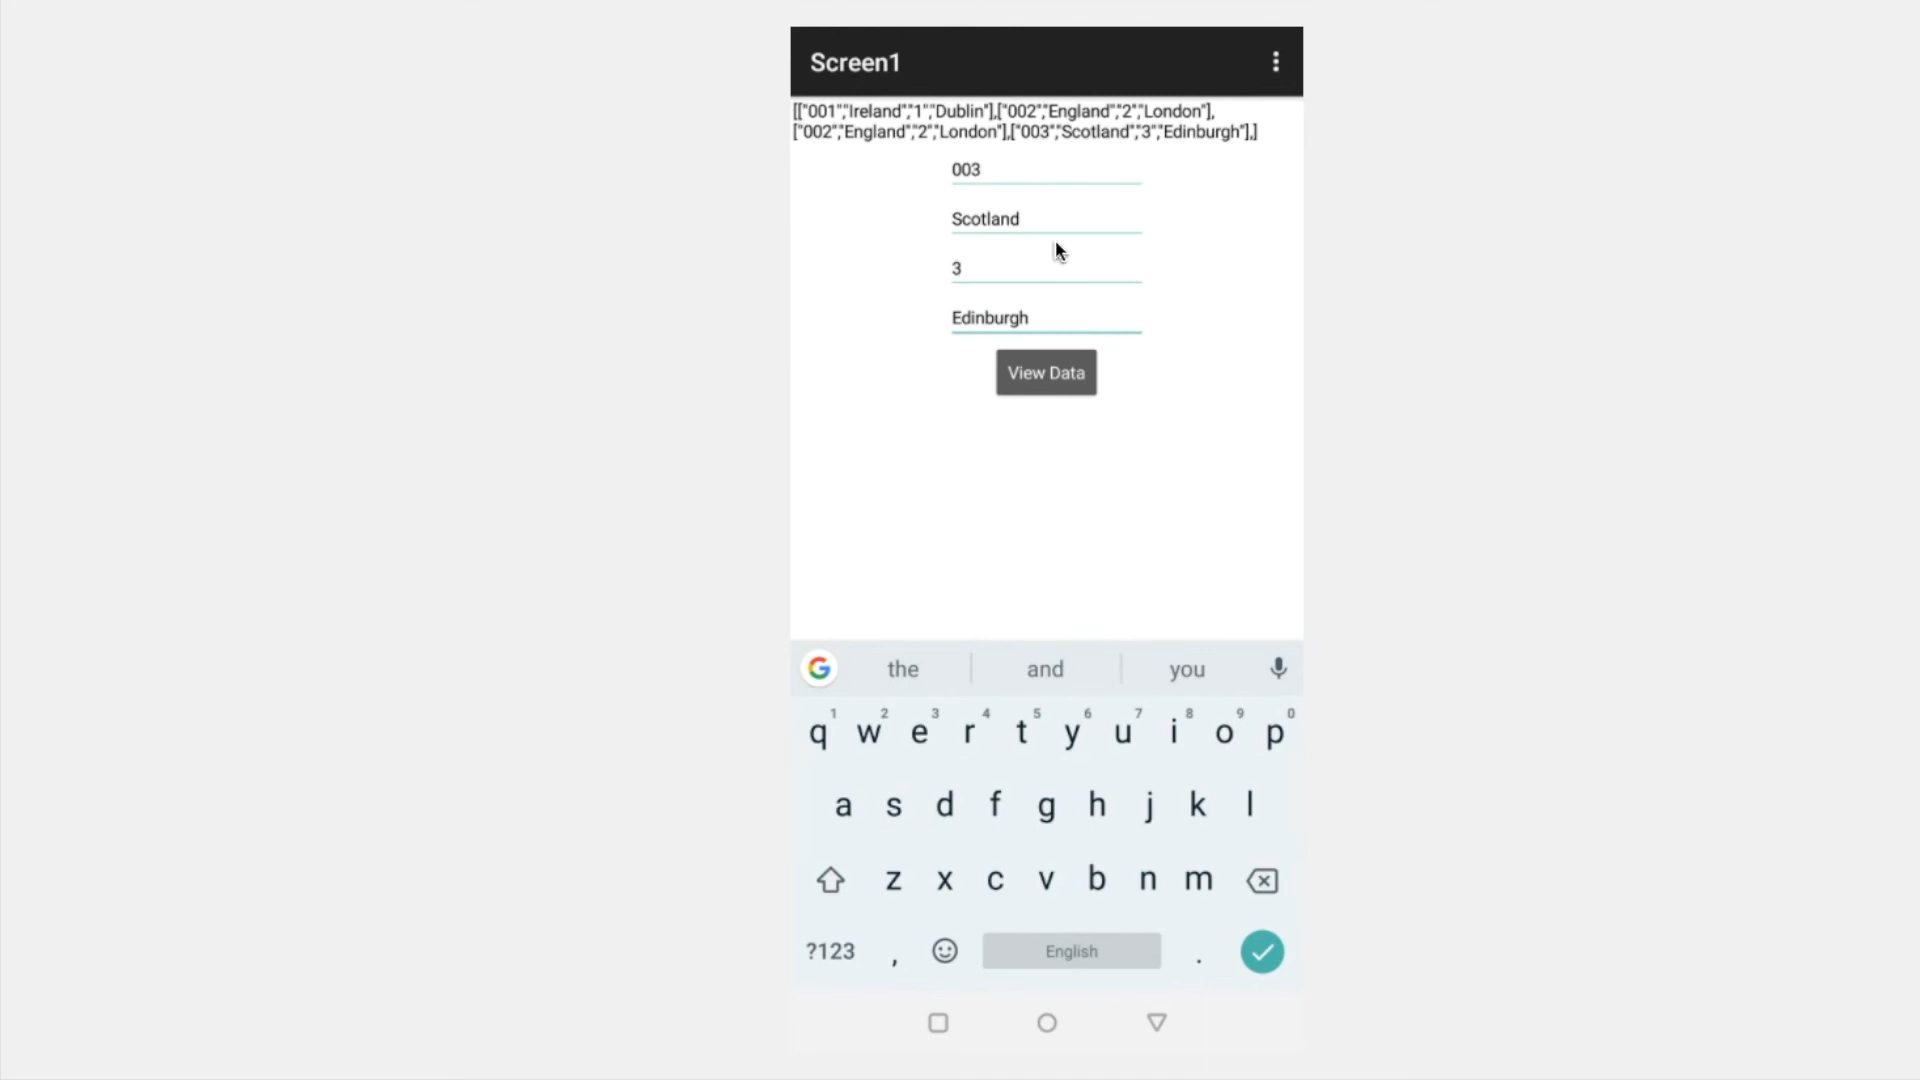 Screen1
[["001","Ireland","1","Dublin"],["002","England","2","London"],
["002","England","2","London"],["003","Scotland","3","Edinburgh"],]
003
Scotland
3
Edinburgh
View Data
G the and you
1 2 3 4 5 6 7 8 9 0
q w e r t y u i o p
a s d f g h j k l
z x c v b n m
?123 , English .